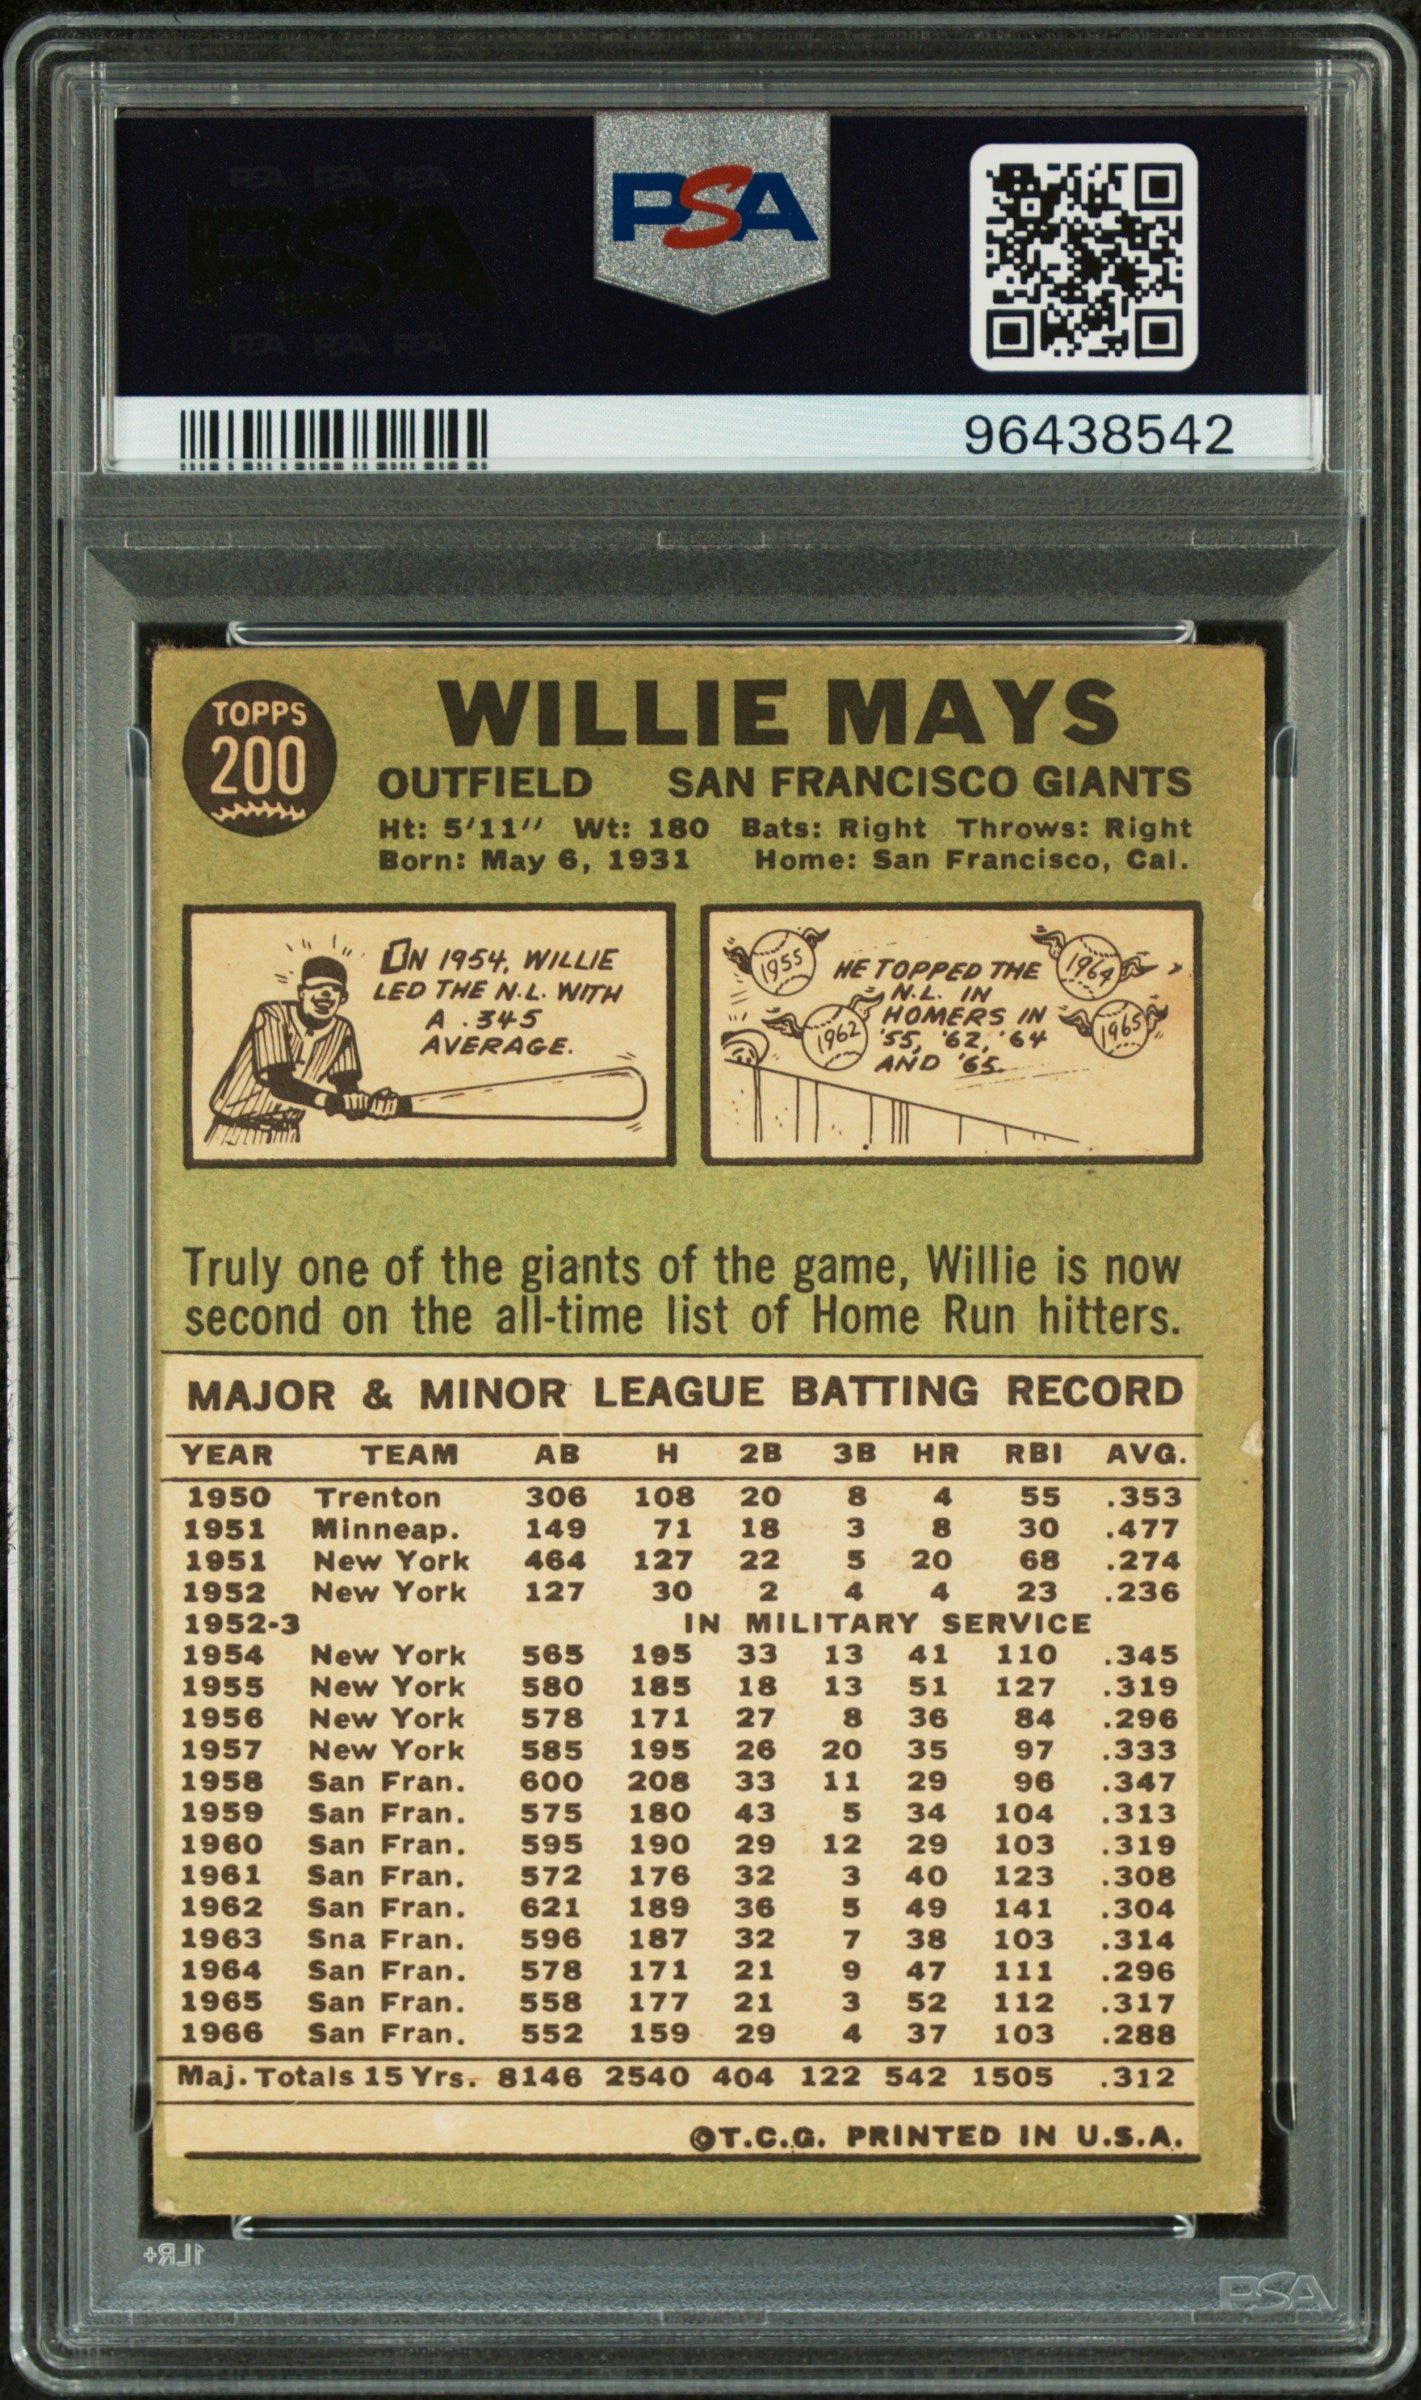 PSA PSA PSA
PSA
PSA PSA PSA
PSA
96438542
TOPPS
200
WILLIE MAYS
OUTFIELD SAN FRANCISCO GIANTS
Ht: 5'11" Wt: 180 Bats: Right Throws: Right
Born: May 6, 1931 Home: San Francisco, Cal.
IN 1954, WILLIE
LED THE N.L. WITH
A .345
AVERAGE.
1955
1964
1962
1965
HE TOPPED THE
N.L. IN
HOMERS IN
'55, '62, '64
AND '65.
Truly one of the giants of the game, Willie is now
second on the all-time list of Home Run hitters.
MAJOR & MINOR LEAGUE BATTING RECORD
YEAR TEAM AB H 2B 3B HR RBI AVG.
1950 Trenton 306 108 20 8 4 55 .353
1951 Minneap. 149 71 18 3 8 30 .477
1951 New York 464 127 22 5 20 68 .274
1952 New York 127 30 2 4 4 23 .236
1952-3 IN MILITARY SERVICE
1954 New York 565 195 33 13 41 110 .345
1955 New York 580 185 18 13 51 127 .319
1956 New York 578 171 27 8 36 84 .296
1957 New York 585 195 26 20 35 97 .333
1958 San Fran. 600 208 33 11 29 96 .347
1959 San Fran. 575 180 43 5 34 104 .313
1960 San Fran. 595 190 29 12 29 103 .319
1961 San Fran. 572 176 32 3 40 123 .308
1962 San Fran. 621 189 36 5 49 141 .304
1963 Sna Fran. 596 187 32 7 38 103 .314
1964 San Fran. 578 171 21 9 47 111 .296
1965 San Fran. 558 177 21 3 52 112 .317
1966 San Fran. 552 159 29 4 37 103 .288
Maj. Totals 15 Yrs. 8146 2540 404 122 542 1505 .312
©T.C.G. PRINTED IN U.S.A.
1LR+
PSA